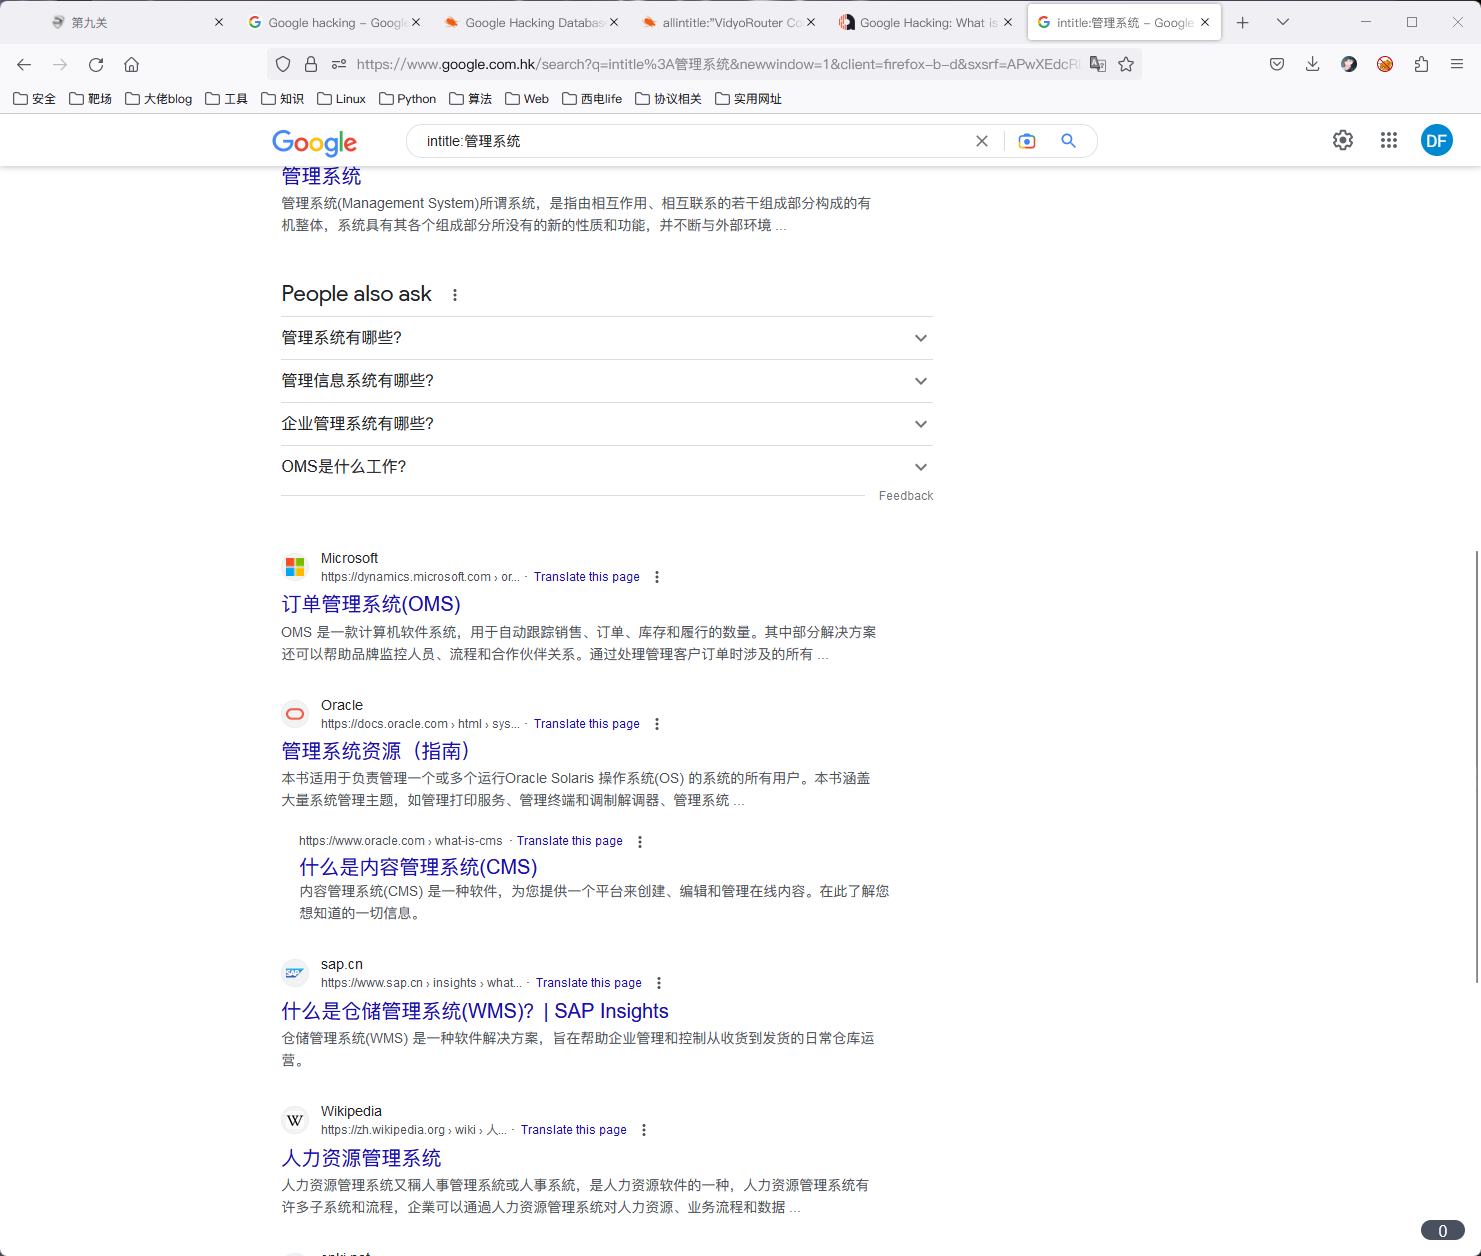 第九关
Google hacking – Google
Google Hacking Databas
allintitle:"VidyoRouter Co
Google Hacking: What is
intitle:管理系统 – Google
https://www.google.com.hk/search?q=intitle%3A管理系统&newwindow=1&client=firefox-b-d&sxsrf=APwXEdcRl
安全 靶场 大佬blog 工具 知识 Linux Python 算法 Web 西电life 协议相关 实用网址
Google
intitle:管理系统
DF
管理系统
管理系统(Management System)所谓系统，是指由相互作用、相互联系的若干组成部分构成的有
机整体，系统具有其各个组成部分所没有的新的性质和功能，并不断与外部环境 ...
People also ask
管理系统有哪些?
管理信息系统有哪些?
企业管理系统有哪些?
OMS是什么工作?
Feedback
Microsoft
https://dynamics.microsoft.com › or... · Translate this page
订单管理系统(OMS)
OMS 是一款计算机软件系统，用于自动跟踪销售、订单、库存和履行的数量。其中部分解决方案
还可以帮助品牌监控人员、流程和合作伙伴关系。通过处理管理客户订单时涉及的所有 ...
Oracle
https://docs.oracle.com › html › sys... · Translate this page
管理系统资源（指南）
本书适用于负责管理一个或多个运行Oracle Solaris 操作系统(OS) 的系统的所有用户。本书涵盖
大量系统管理主题，如管理打印服务、管理终端和调制解调器、管理系统 ...
https://www.oracle.com › what-is-cms · Translate this page
什么是内容管理系统(CMS)
内容管理系统(CMS) 是一种软件，为您提供一个平台来创建、编辑和管理在线内容。在此了解您
想知道的一切信息。
SAP
sap.cn
https://www.sap.cn › insights › what... · Translate this page
什么是仓储管理系统(WMS)？| SAP Insights
仓储管理系统(WMS) 是一种软件解决方案，旨在帮助企业管理和控制从收货到发货的日常仓库运
营。
W
Wikipedia
https://zh.wikipedia.org › wiki › 人... · Translate this page
人力资源管理系统
人力资源管理系统又稱人事管理系統或人事系統，是人力资源软件的一种，人力资源管理系统有
许多子系统和流程，企業可以通過人力资源管理系统对人力资源、业务流程和数据 ...
0